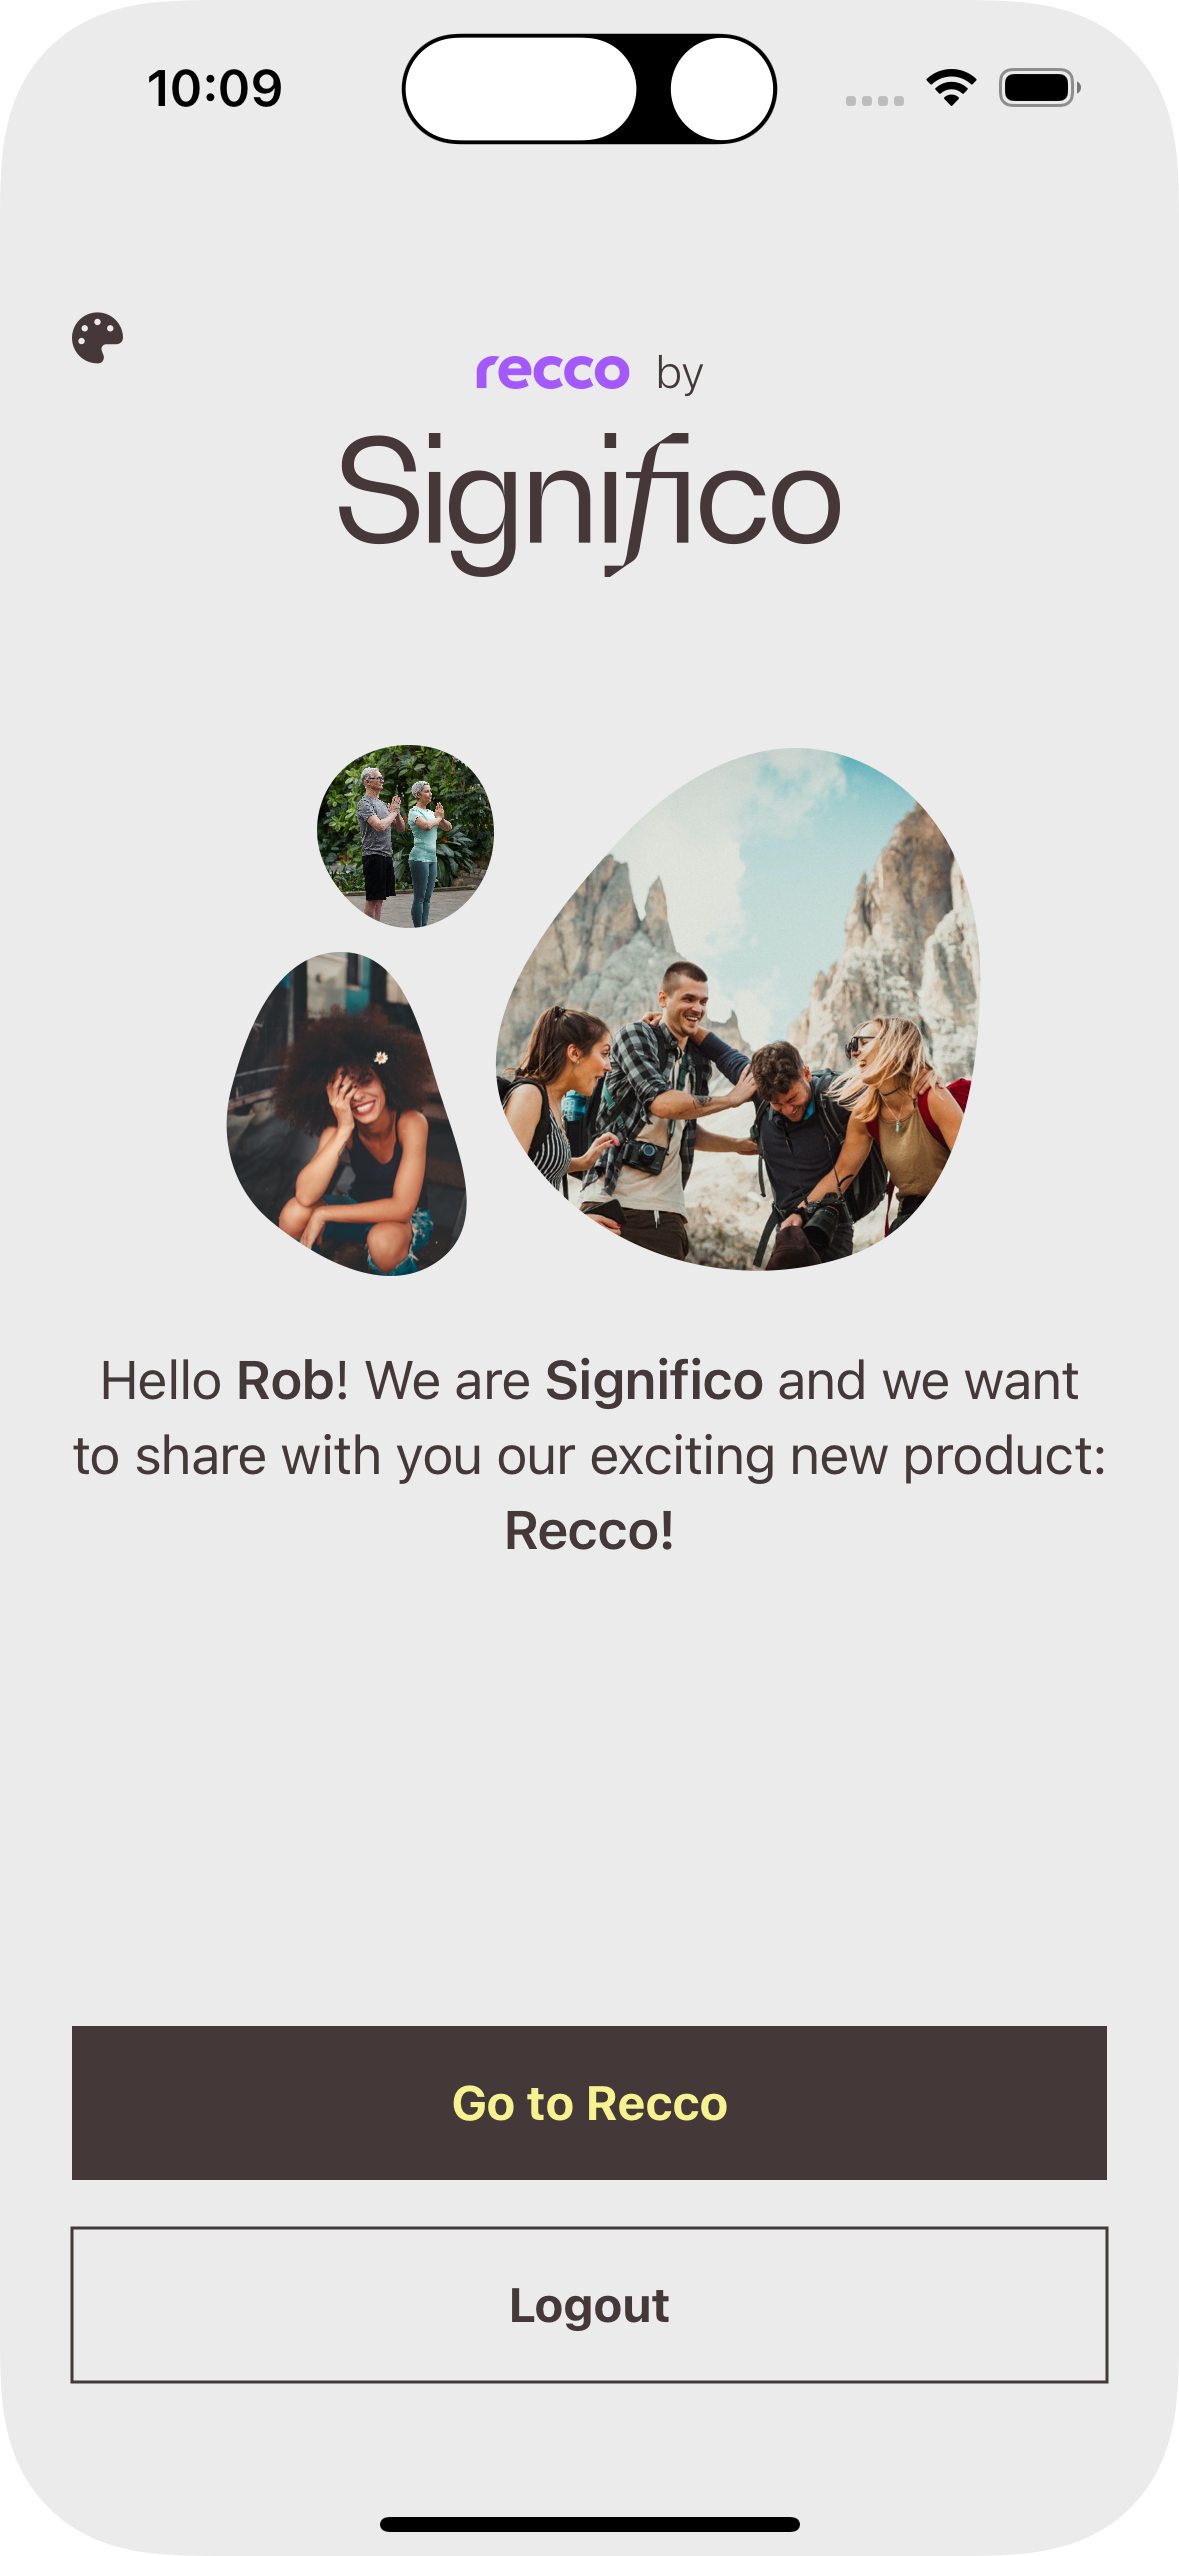 10:09
recco by
Significo
Hello Rob! We are Significo and we want
to share with you our exciting new product:
Recco!
Go to Recco
Logout